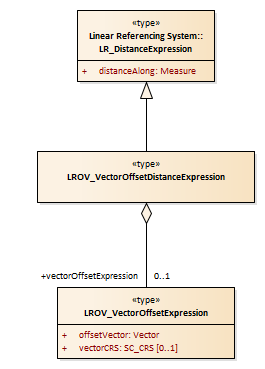 «type»
Linear Referencing System::
LR_DistanceExpression
+ distanceAlong: Measure
«type»
LROV_VectorOffsetDistanceExpression
+vectorOffsetExpression 0..1
«type»
LROV_VectorOffsetExpression
+ offsetVector: Vector
+ vectorCRS: SC_CRS [0..1]